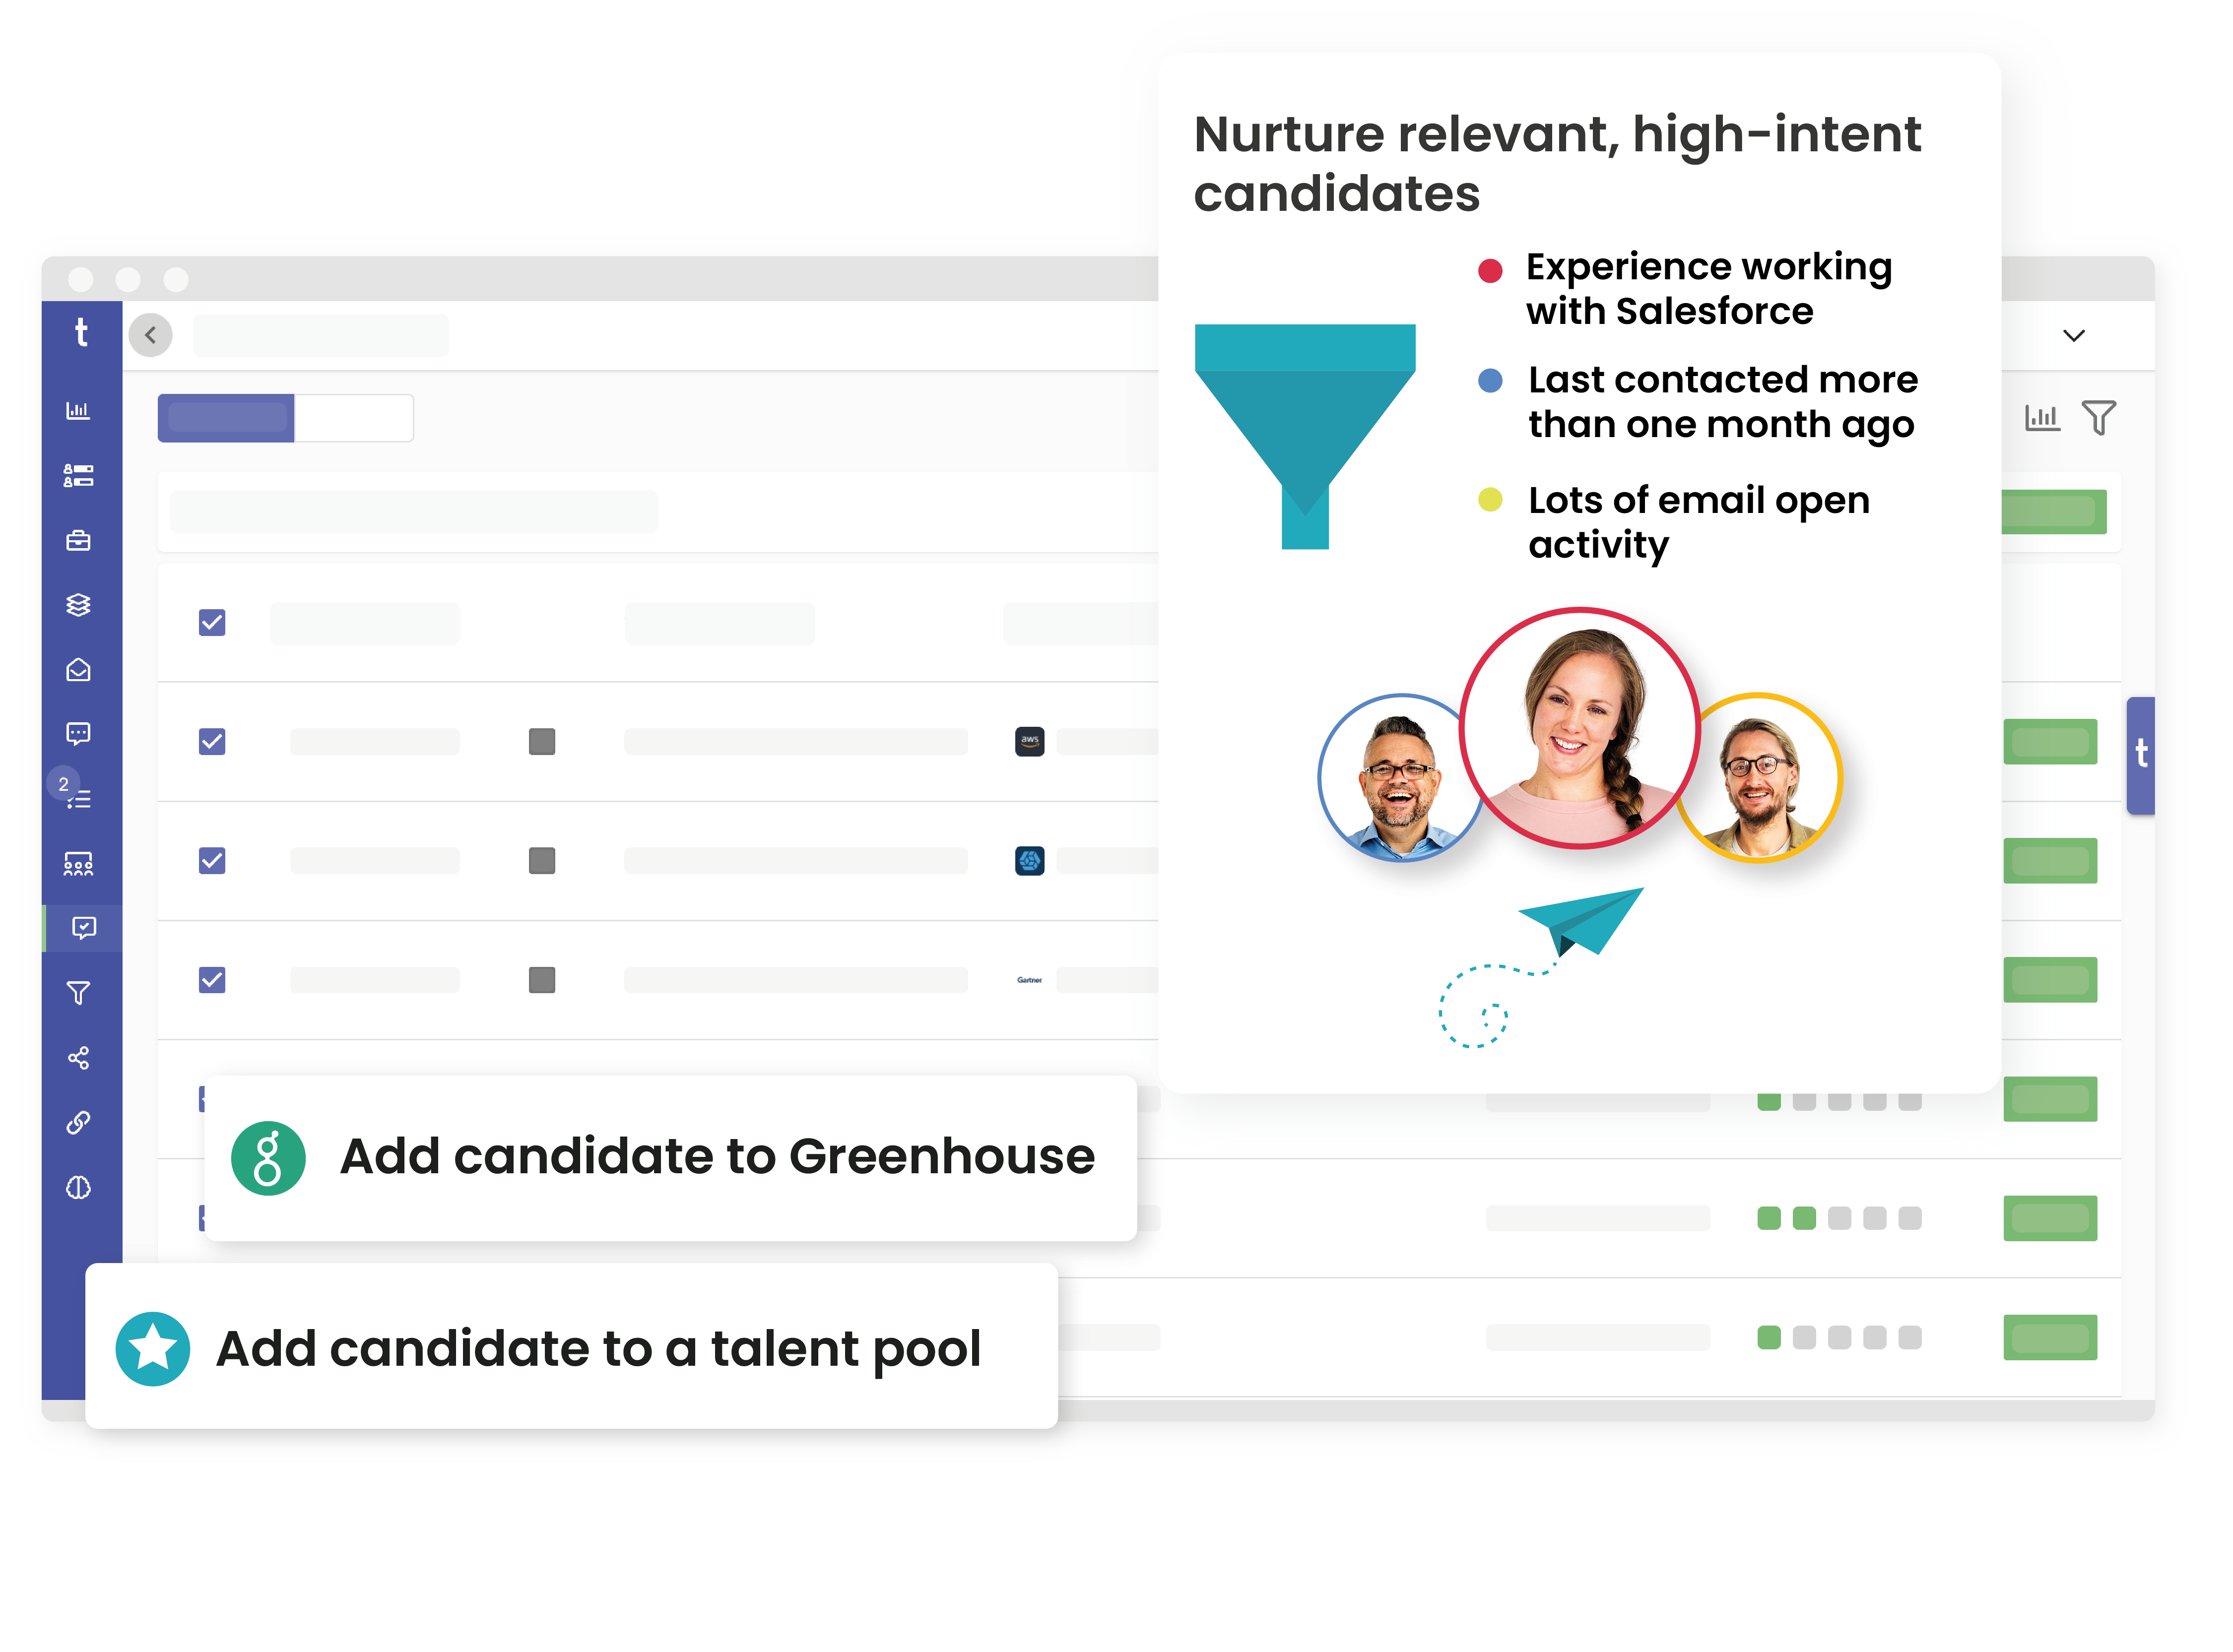 Nurture relevant, high-intent
candidates
Experience working
with Salesforce
Last contacted more
than one month ago
Lots of email open
activity
t
aws
2
t
Gartner
Add candidate to Greenhouse
Add candidate to a talent pool